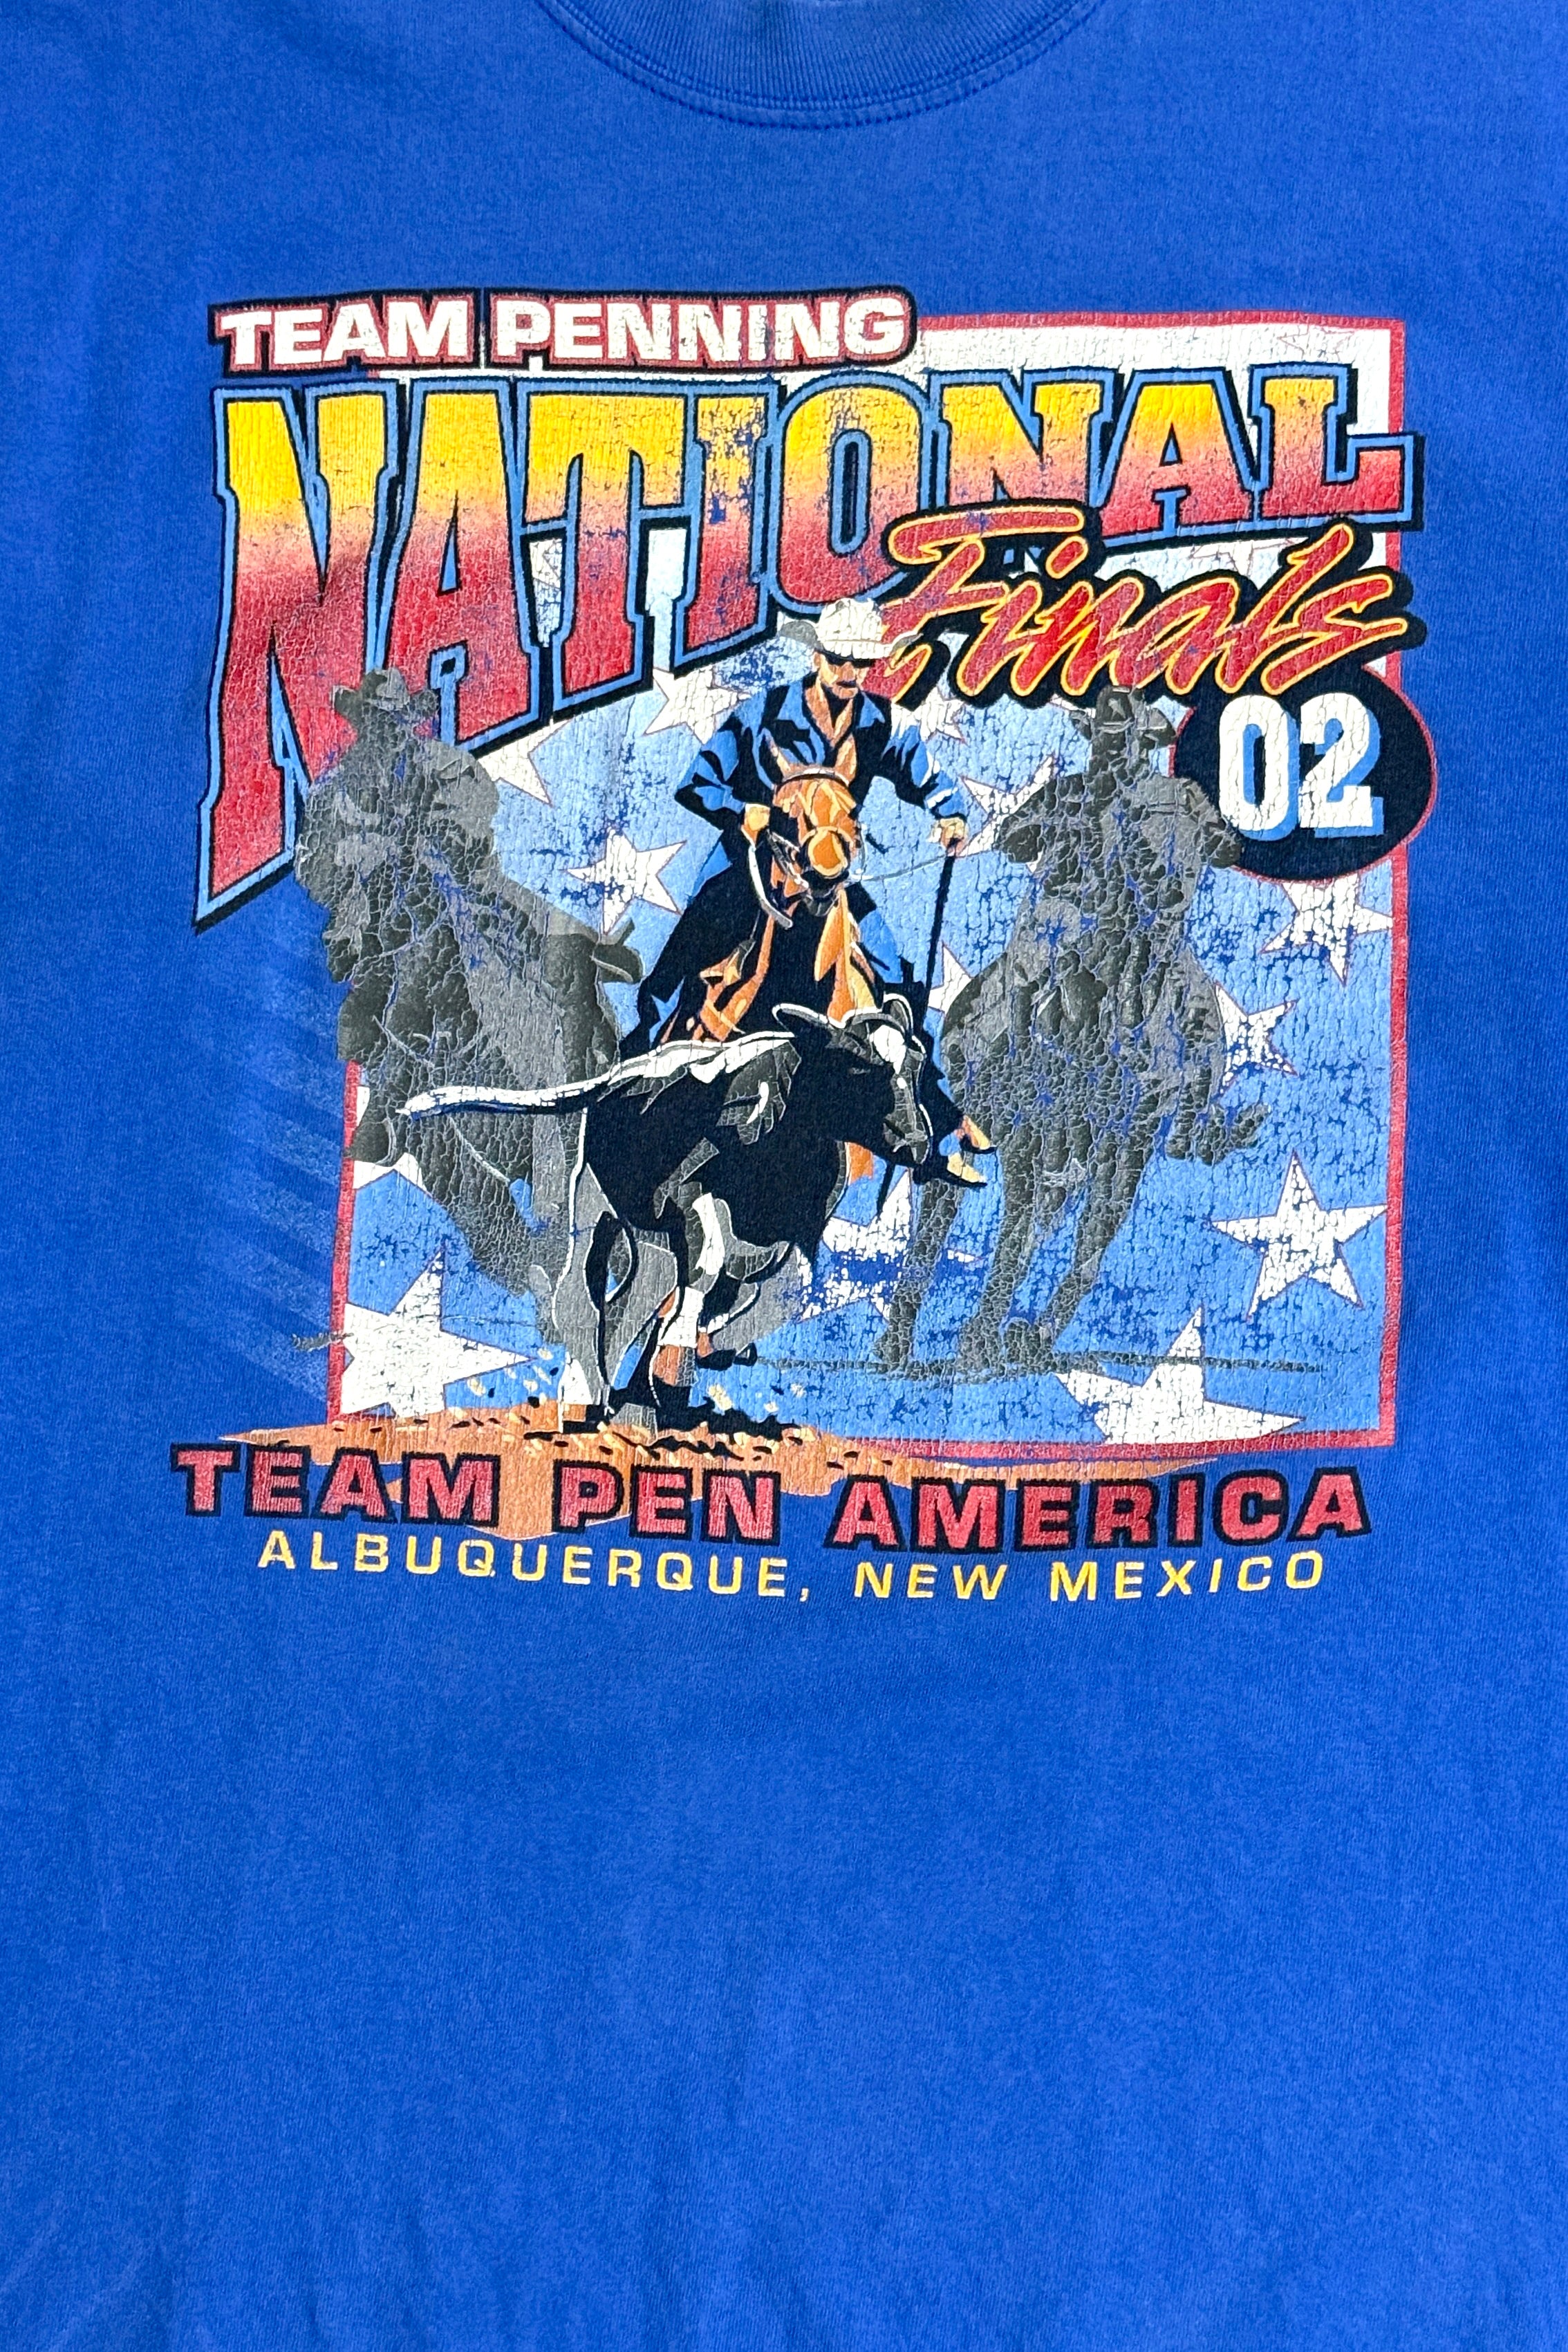 TEAM PENNING
NATIONAL
Finals
02
TEAM PEN AMERICA
ALBUQUERQUE, NEW MEXICO